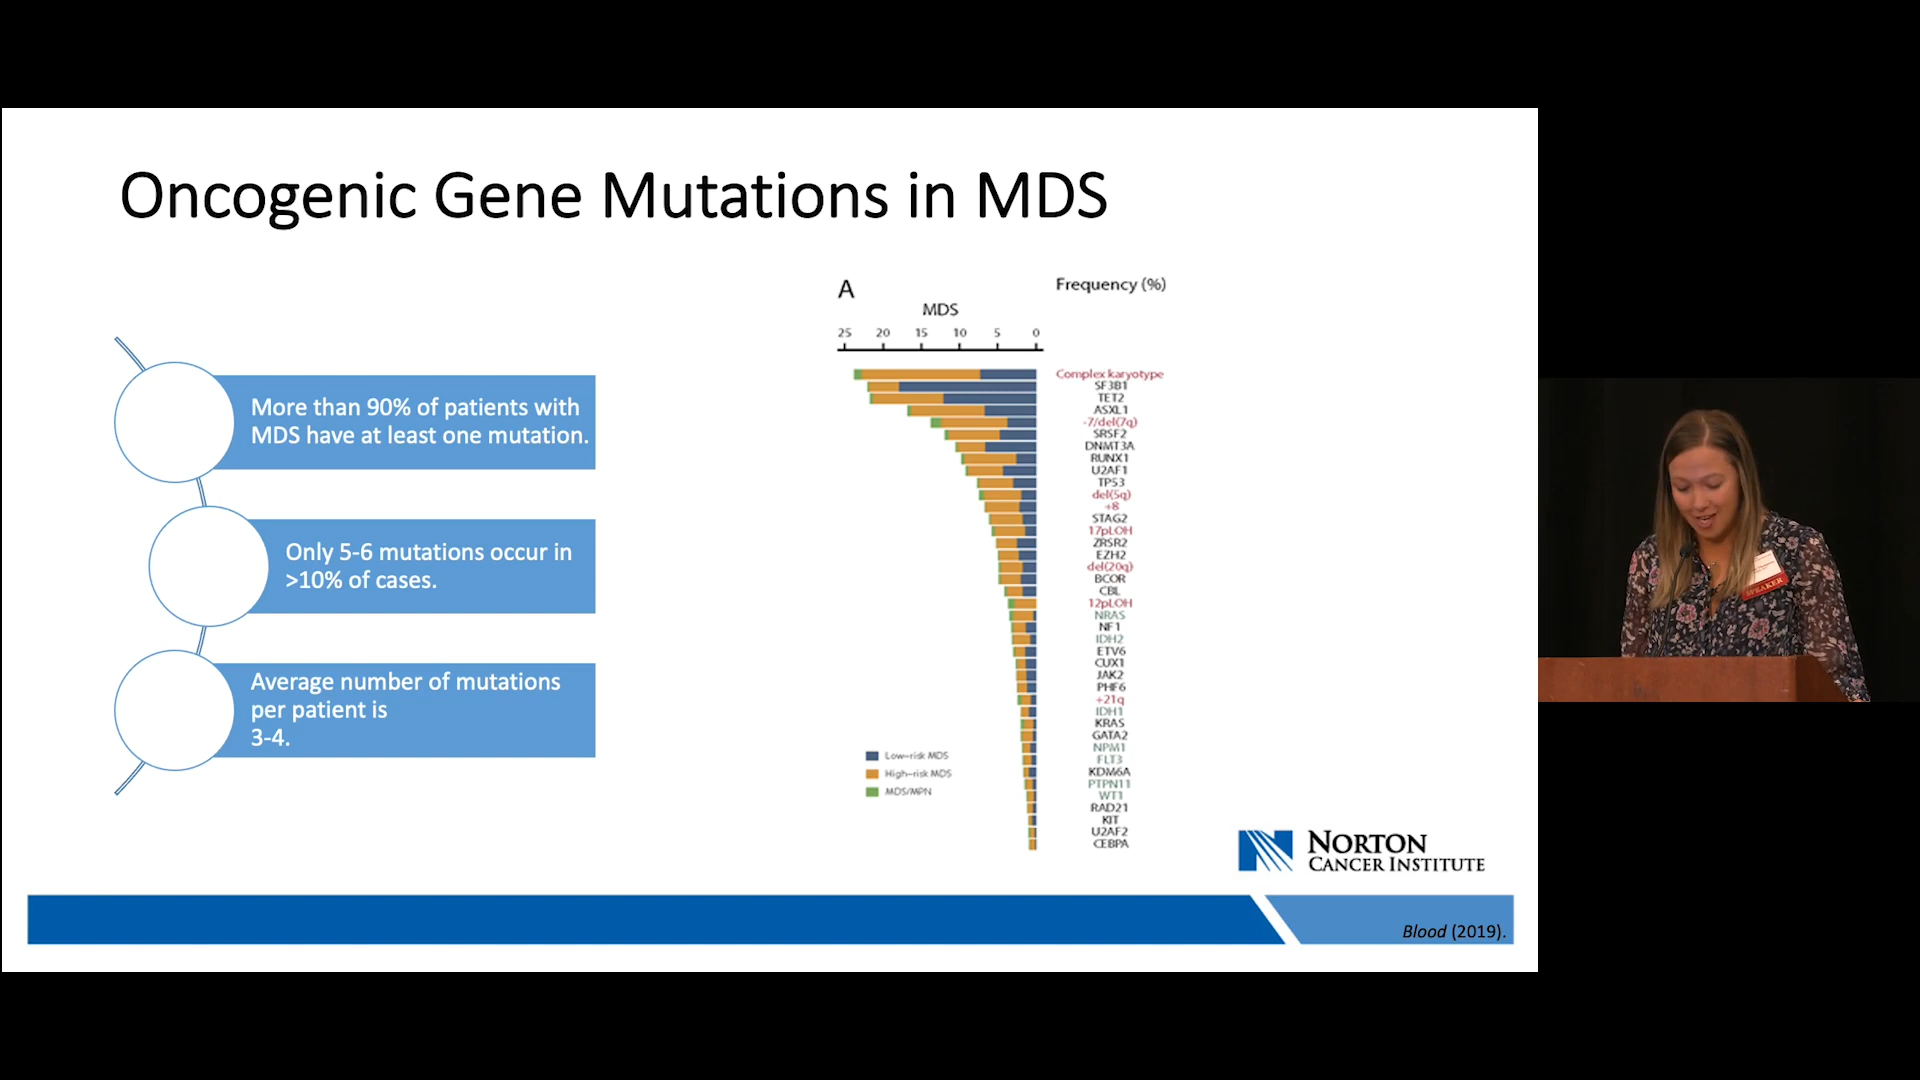 Oncogenic Gene Mutations in MDS
More than 90% of patients with
MDS have at least one mutation.
Only 5-6 mutations occur in
>10% of cases.
Average number of mutations
per patient is
3-4.
A
Frequency (%)
MDS
25 20 15 10 5 0
Complex karyotype
SF3B1
TET2
ASXL1
-7/del(7q)
SRSF2
DNMT3A
RUNX1
U2AF1
TP53
del(5q)
+8
STAG2
17pLOH
ZRSR2
EZH2
del(20q)
BCOR
CBL
12pLOH
NRAS
NF1
IDH2
ETV6
CUX1
JAK2
PHF6
+21q
IDH1
KRAS
GATA2
NPM1
FLT3
KDM6A
PTPN11
WT1
RAD21
KIT
U2AF2
CEBPA
Low-risk MDS
High-risk MDS
MDS/MPN
NORTON
CANCER INSTITUTE
Blood (2019).
SPEAKER